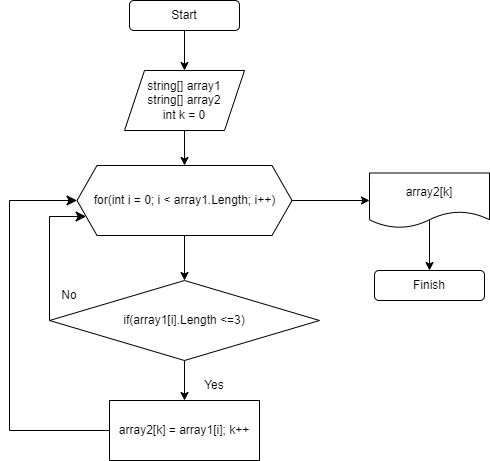 Start
string[] array1
string[] array2
int k = 0
for(int i = 0; i < array1.Length; i++)
array2[k]
Finish
No
if(array1[i].Length <=3)
Yes
array2[k] = array1[i]; k++